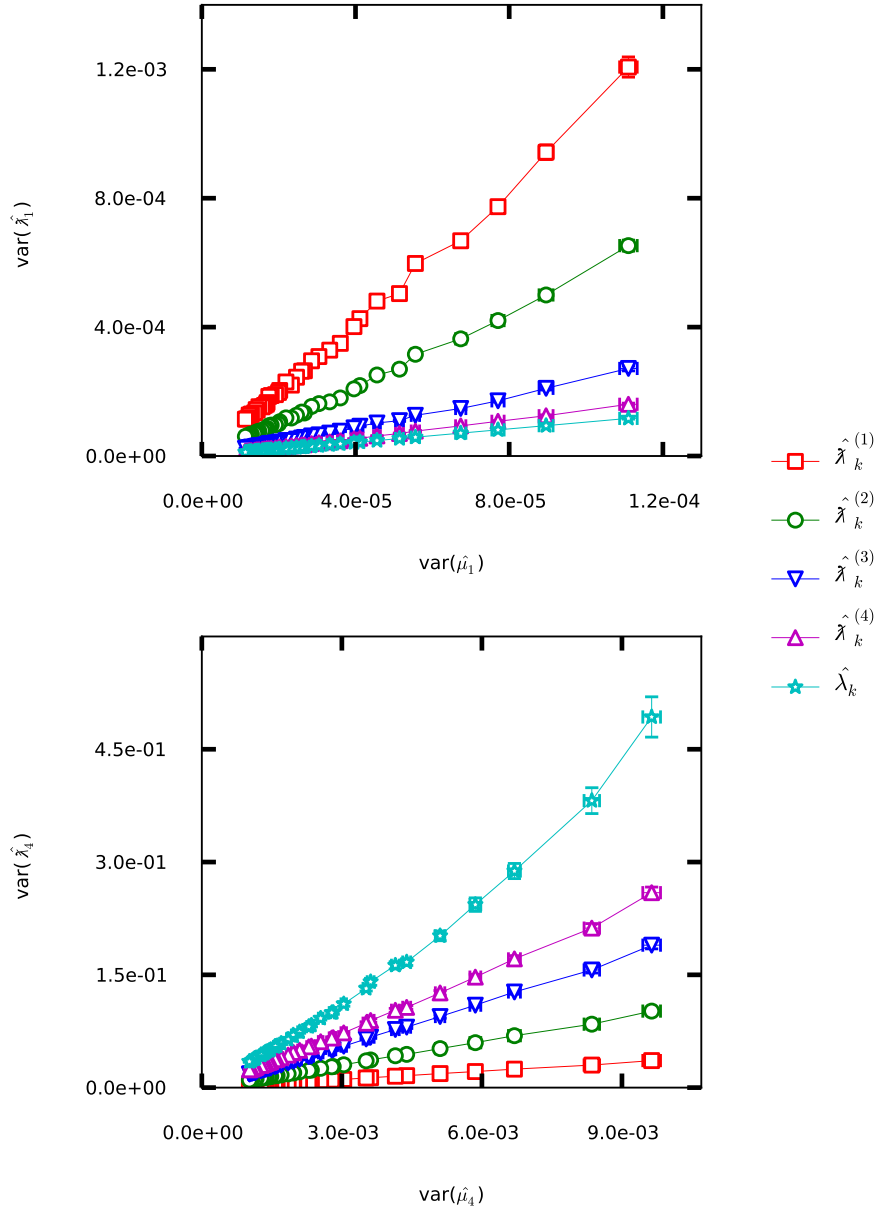 1.2e-03
8.0e-04
4.0e-04
0.0e+00
var(λ̃̂₁)
0.0e+00 4.0e-05 8.0e-05 1.2e-04
var(μ̂₁)
λ̃̂ₖ⁽¹⁾
λ̃̂ₖ⁽²⁾
λ̃̂ₖ⁽³⁾
λ̃̂ₖ⁽⁴⁾
λ̂ₖ
4.5e-01
3.0e-01
1.5e-01
0.0e+00
var(λ̃̂₄)
0.0e+00 3.0e-03 6.0e-03 9.0e-03
var(μ̂₄)